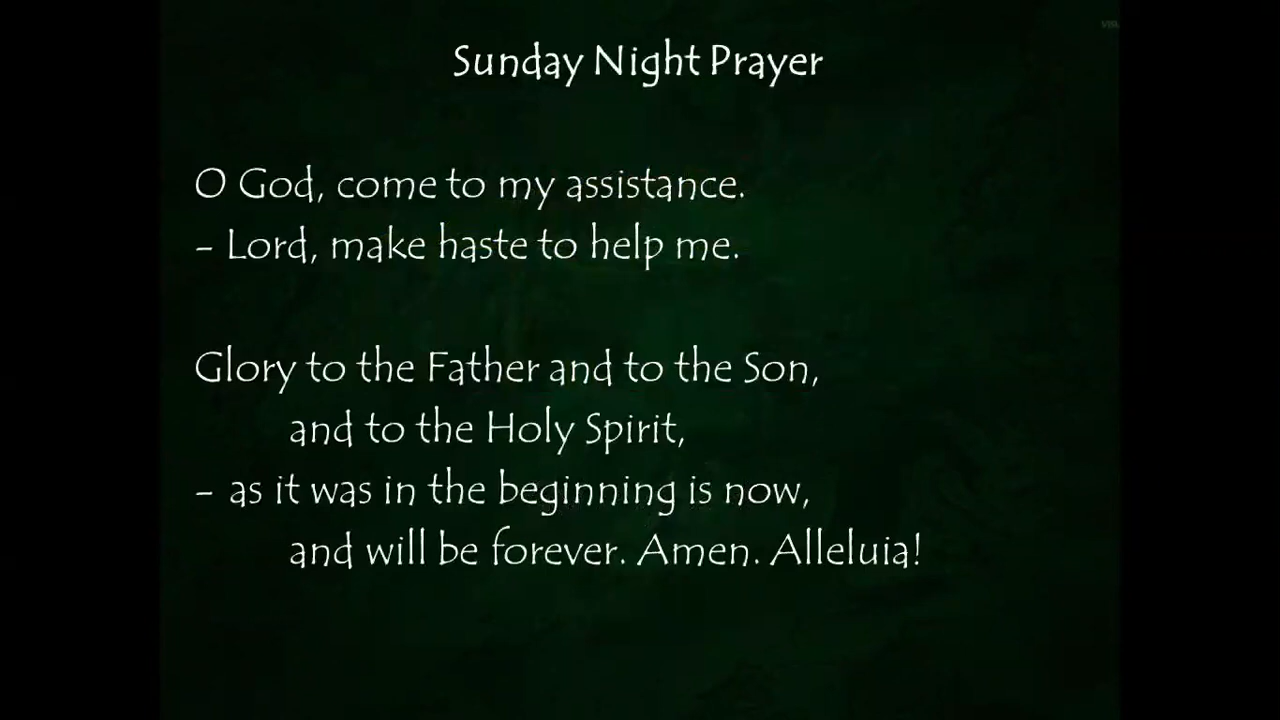 Sunday Night Prayer
O God, come to my assistance.
- Lord, make haste to help me.
Glory to the Father and to the Son,
and to the Holy Spirit,
- as it was in the beginning is now,
and will be forever. Amen. Alleluia!